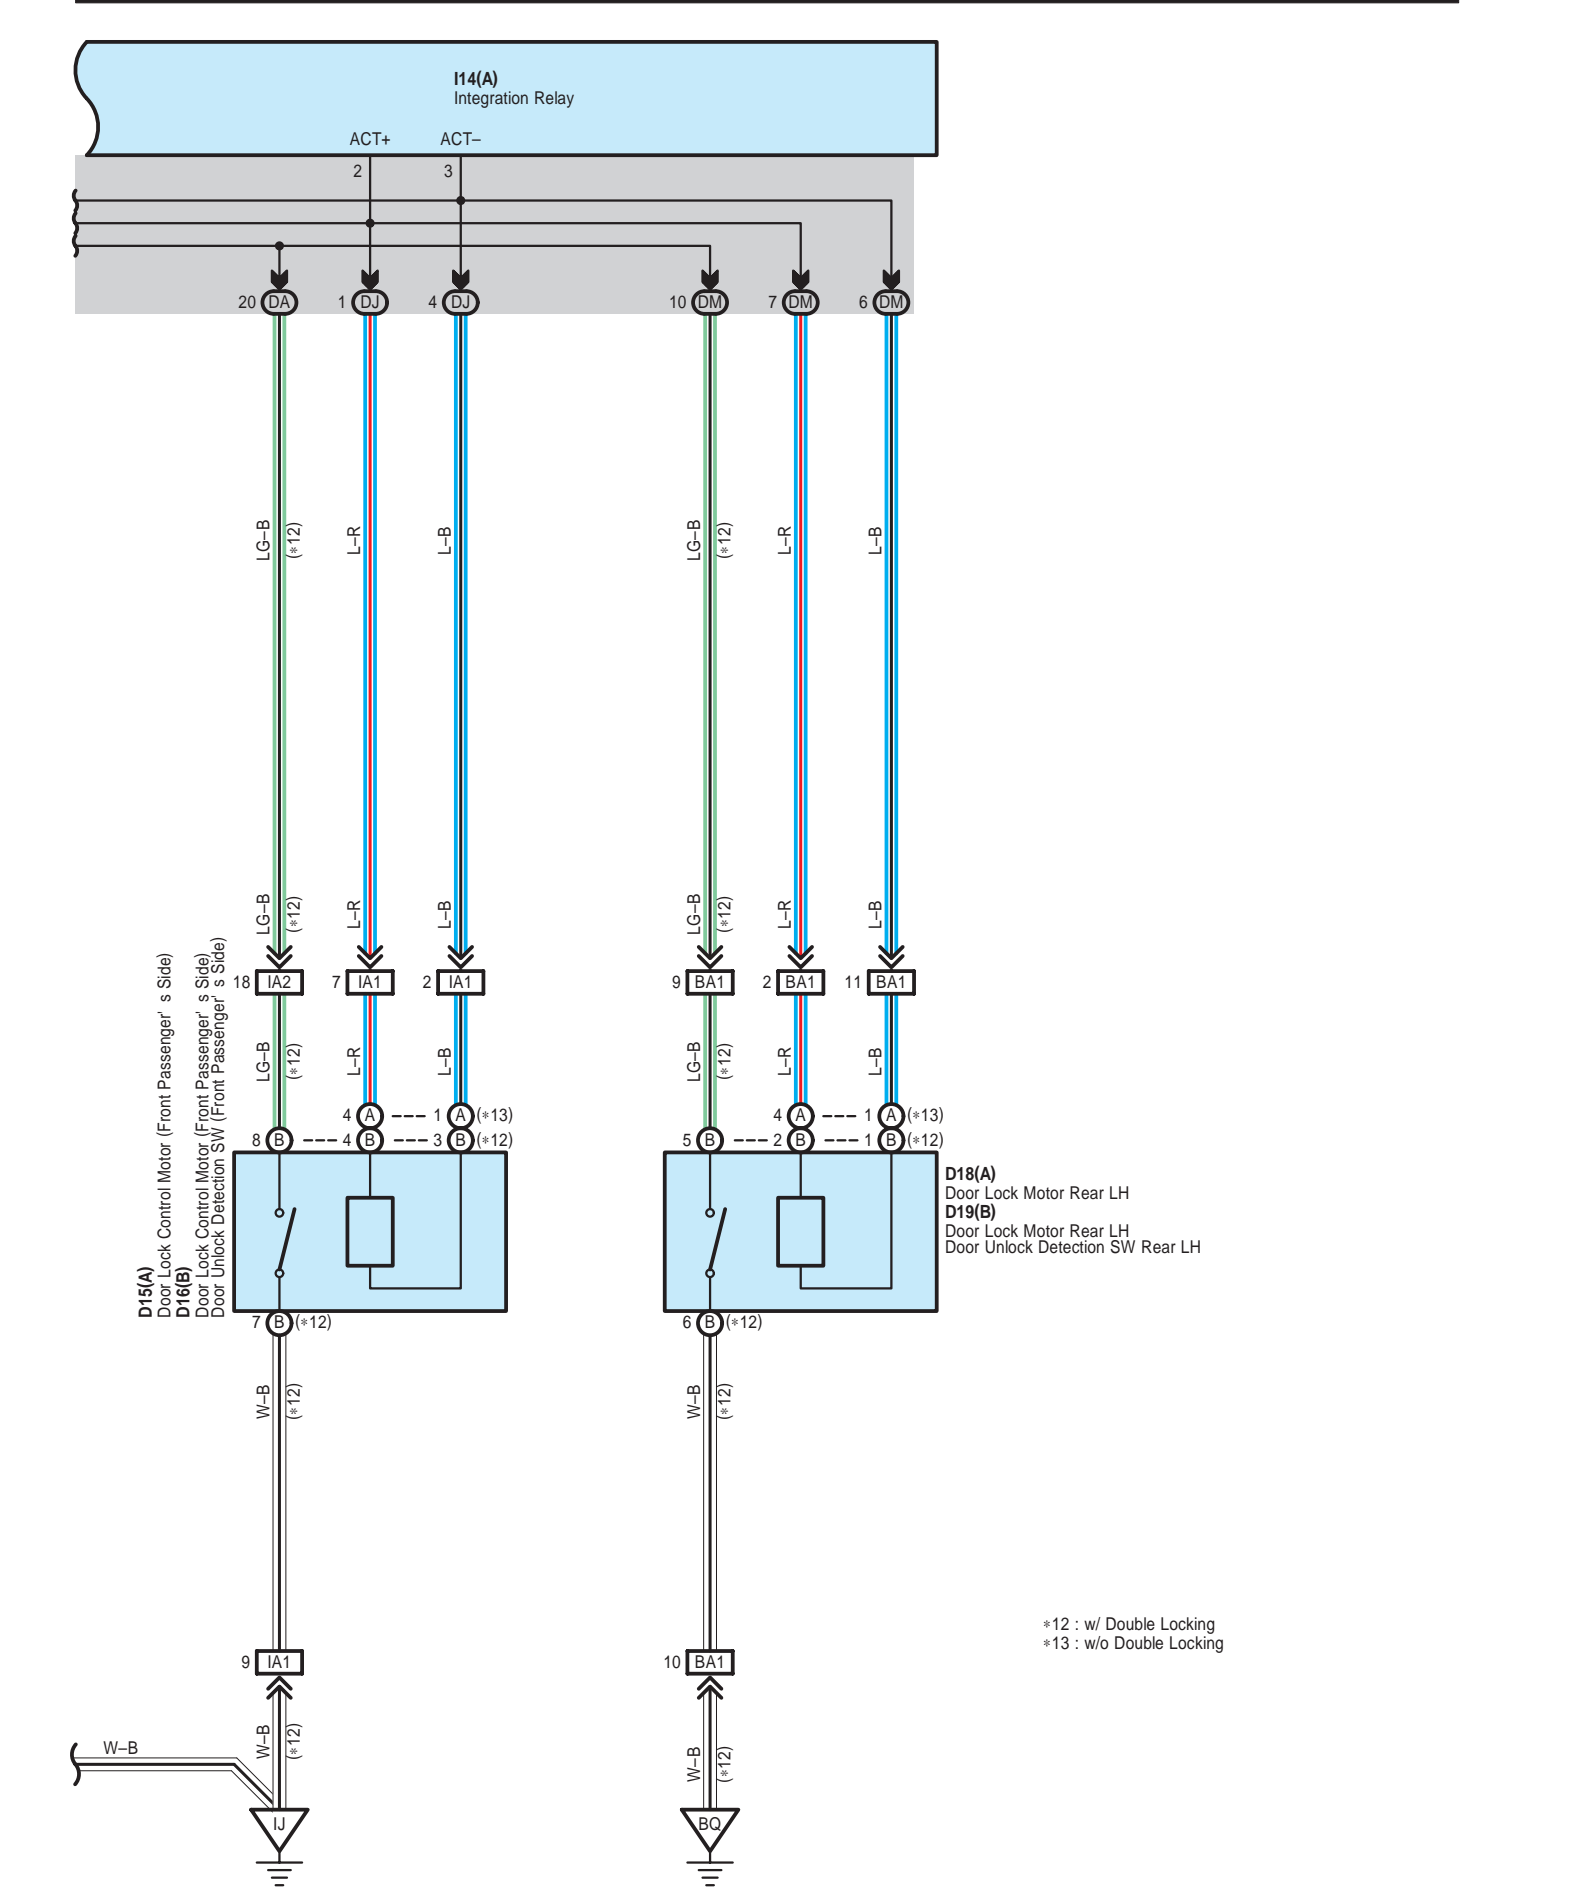 I14(A)
Integration Relay
ACT+ ACT–
2 3
20 DA 1 DJ 4 DJ 10 DM 7 DM 6 DM
LG–B (*12) L–R L–B LG–B (*12) L–R L–B
LG–B (*12) L–R L–B LG–B (*12) L–R L–B
18 IA2 7 IA1 2 IA1 9 BA1 2 BA1 11 BA1
LG–B (*12) L–R L–B LG–B (*12) L–R L–B
4 A 1 A (*13) 4 A 1 A (*13)
8 B 4 B 3 B (*12) 5 B 2 B 1 B (*12)
D15(A)
Door Lock Control Motor (Front Passenger' s Side)
D16(B)
Door Lock Control Motor (Front Passenger' s Side)
Door Unlock Detection SW (Front Passenger' s Side)
D18(A)
Door Lock Motor Rear LH
D19(B)
Door Lock Motor Rear LH
Door Unlock Detection SW Rear LH
7 B (*12) 6 B (*12)
W–B (*12) W–B (*12)
*12 : w/ Double Locking
*13 : w/o Double Locking
9 IA1 10 BA1
W–B W–B (*12) W–B (*12)
IJ BQ